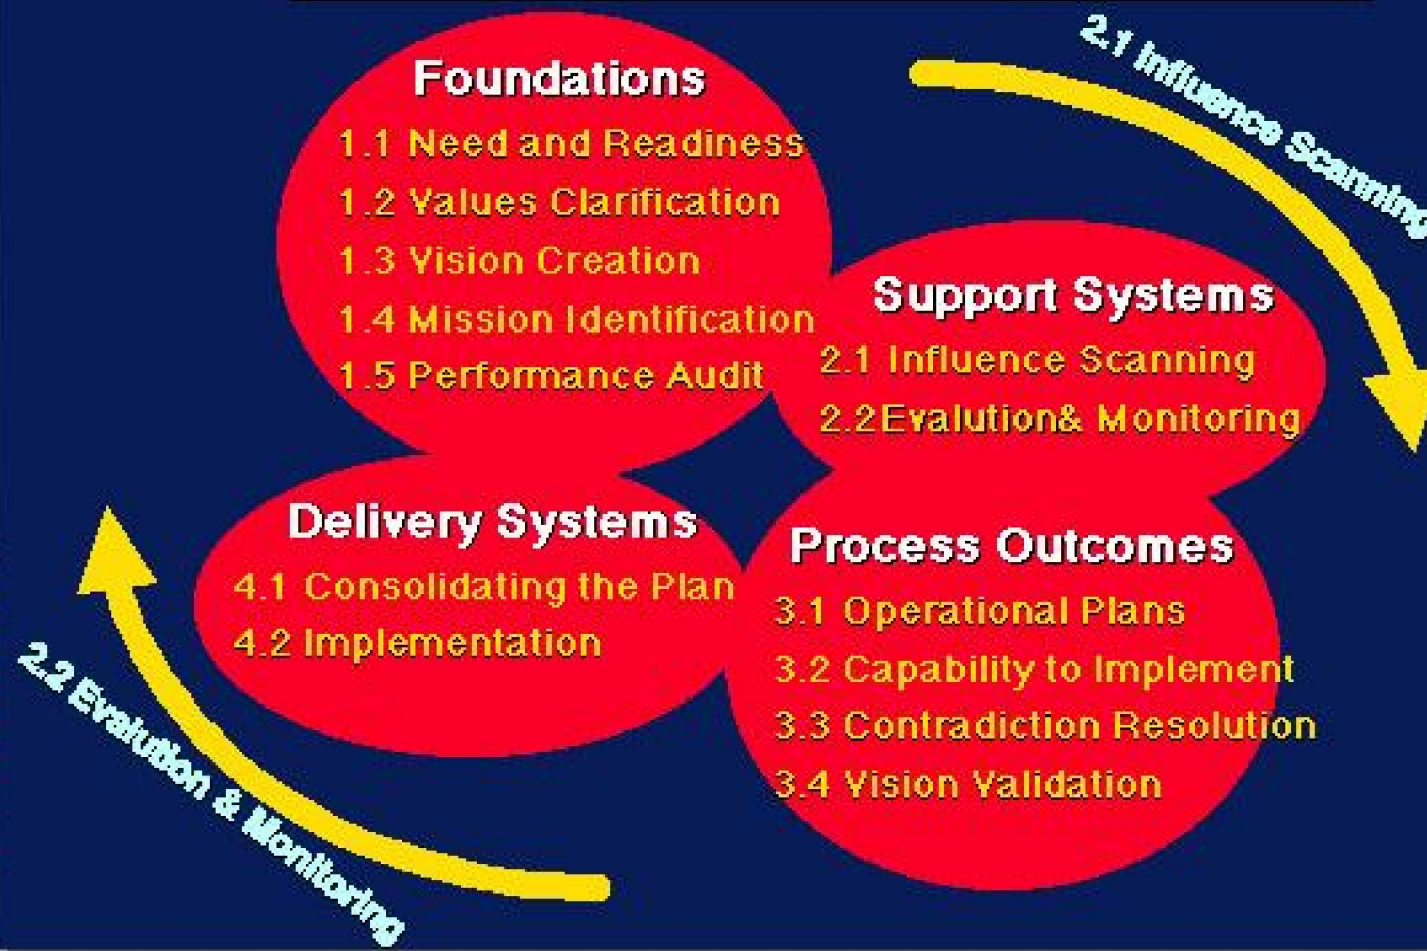 Foundations
1.1 Need and Readiness
1.2 Values Clarification
1.3 Vision Creation
1.4 Mission Identification
1.5 Performance Audit
2.1 Influence Scanning
Support Systems
2.1 Influence Scanning
2.2Evalution& Monitoring
Delivery Systems
4.1 Consolidating the Plan
4.2 Implementation
Process Outcomes
3.1 Operational Plans
3.2 Capability to Implement
3.3 Contradiction Resolution
3.4 Vision Validation
2.2 Evalution & Monitoring